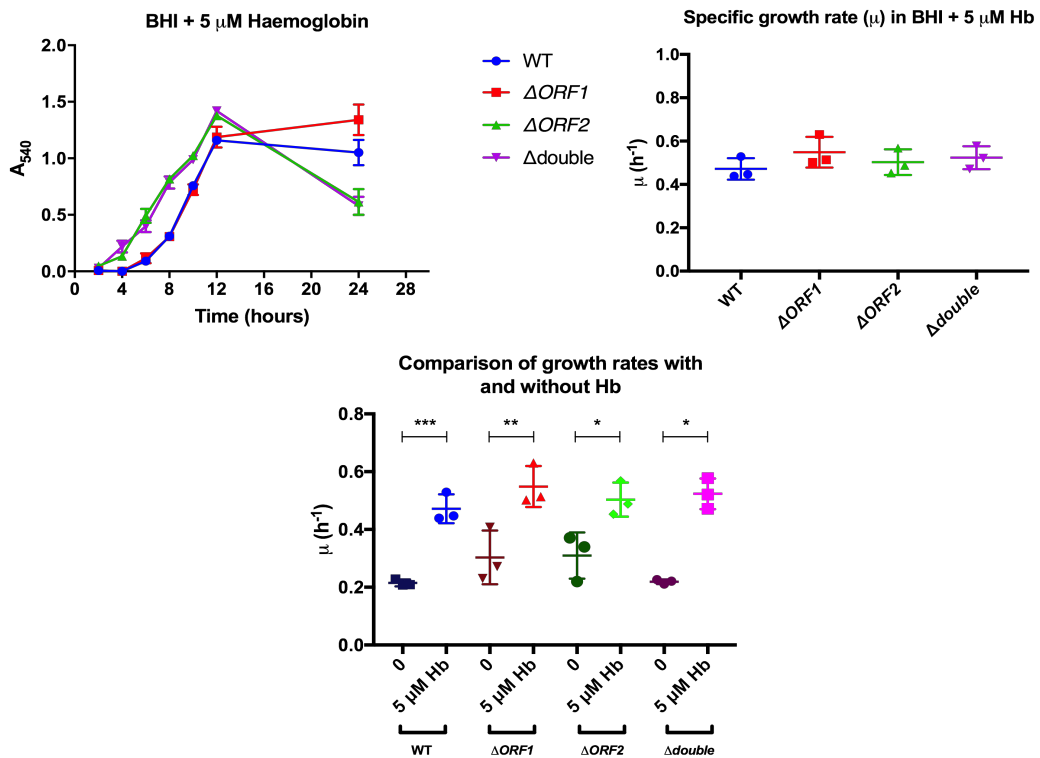 BHI + 5 μM Haemoglobin
2.0
1.5
1.0
0.5
0.0
A540
0 4 8 12 16 20 24 28
Time (hours)
WT
ΔORF1
ΔORF2
Δdouble
Specific growth rate (μ) in BHI + 5 μM Hb
1.0
0.8
0.6
0.4
0.2
0.0
μ (h-1)
WT ΔORF1 ΔORF2 Δdouble
Comparison of growth rates with
and without Hb
0.8
0.6
0.4
0.2
0.0
μ (h-1)
*** ** * *
0 5 μM Hb 0 5 μM Hb 0 5 μM Hb 0 5 μM Hb
WT ΔORF1 ΔORF2 Δdouble